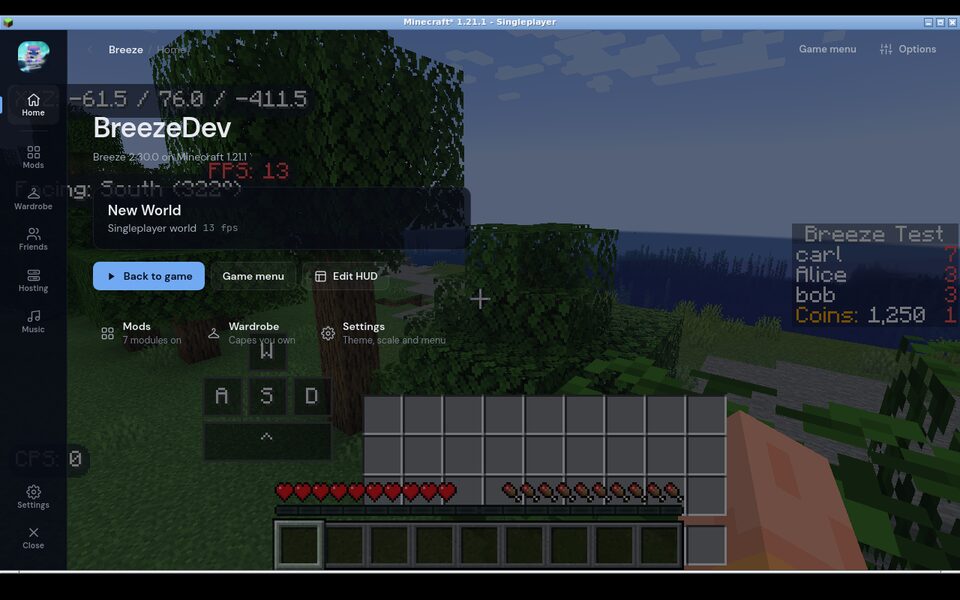 Minecraft* 1.21.1 - Singleplayer
Breeze / Home
Game menu
Options
Home
Mods
Wardrobe
Friends
Hosting
Music
Settings
Close
-61.5 / 76.0 / -411.5
BreezeDev
Breeze 2.30.0 on Minecraft 1.21.1
FPS: 13
Facing: South (322°)
New World
Singleplayer world 13 fps
Back to game
Game menu
Edit HUD
Mods
7 modules on
Wardrobe
Capes you own
Settings
Theme, scale and menu
W
A S D
^
CPS: 0
Breeze Test
carl 7
Alice 3
bob 3
Coins: 1,250 1